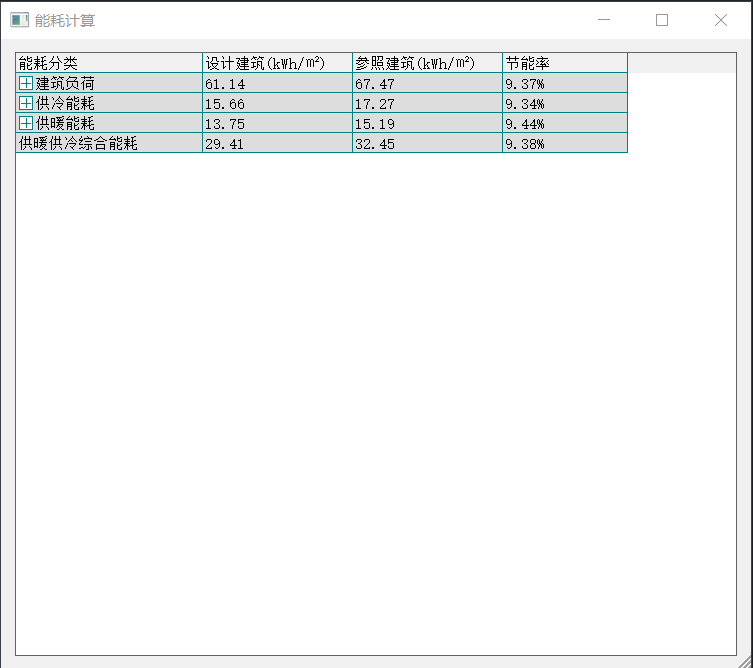 能耗计算
能耗分类 设计建筑(kWh/㎡) 参照建筑(kWh/㎡) 节能率
建筑负荷 61.14 67.47 9.37%
供冷能耗 15.66 17.27 9.34%
供暖能耗 13.75 15.19 9.44%
供暖供冷综合能耗 29.41 32.45 9.38%